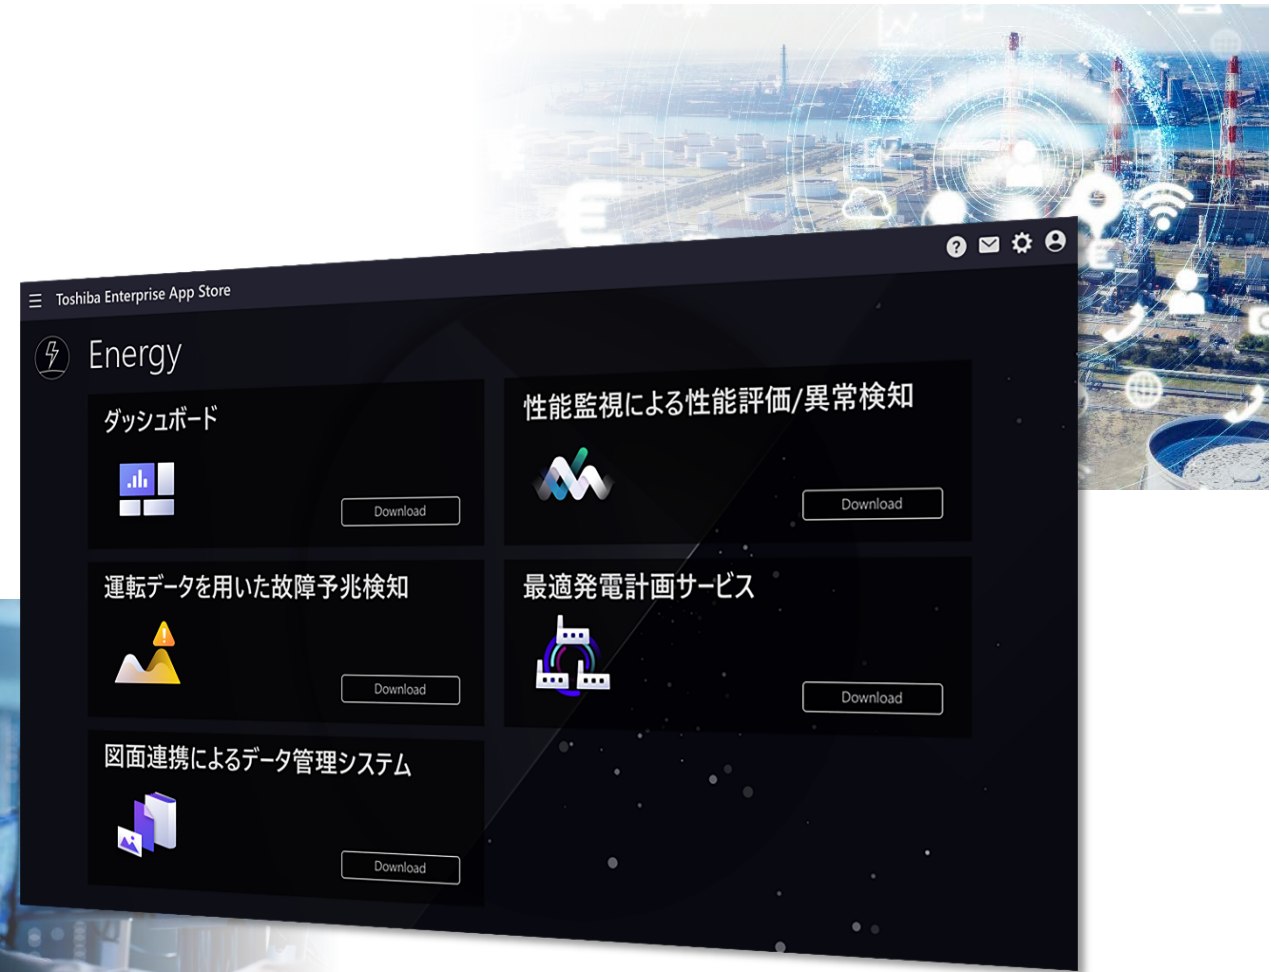 Toshiba Enterprise App Store
Energy
ダッシュボード
Download
性能監視による性能評価/異常検知
Download
運転データを用いた故障予兆検知
Download
最適発電計画サービス
Download
図面連携によるデータ管理システム
Download